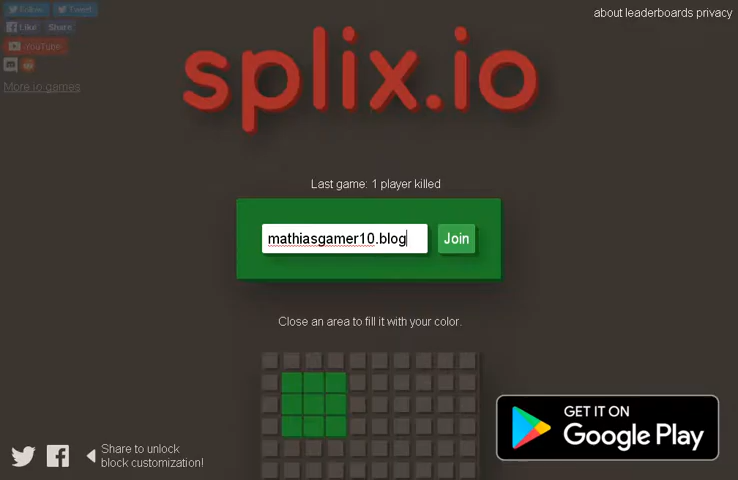 Follow Tweet
about leaderboards privacy
Like Share
YouTube
More io games
splix.io
Last game: 1 player killed
mathiasgamer10.blog Join
Close an area to fill it with your color.
GET IT ON
Google Play
Share to unlock
block customization!